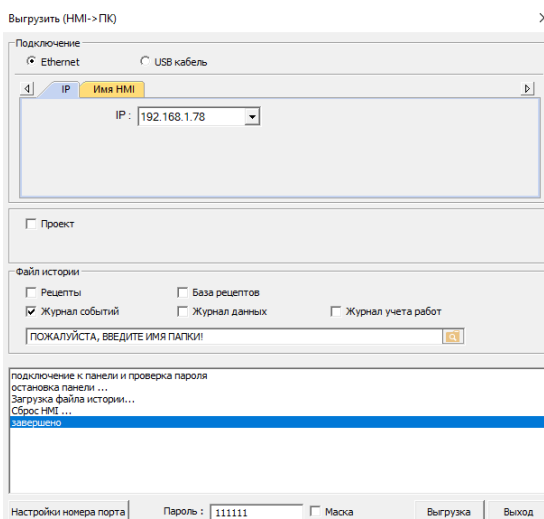 Выгрузить (HMI->ПК)
Подключение
Ethernet USB кабель
IP Имя HMI
IP : 192.168.1.78
Проект
Файл истории
Рецепты База рецептов
Журнал событий Журнал данных Журнал учета работ
ПОЖАЛУЙСТА, ВВЕДИТЕ ИМЯ ПАПКИ!
подключение к панели и проверка пароля
остановка панели ...
Загрузка файла истории...
Сброс HMI ...
завершено
Настройки номера порта Пароль : 111111 Маска Выгрузка Выход